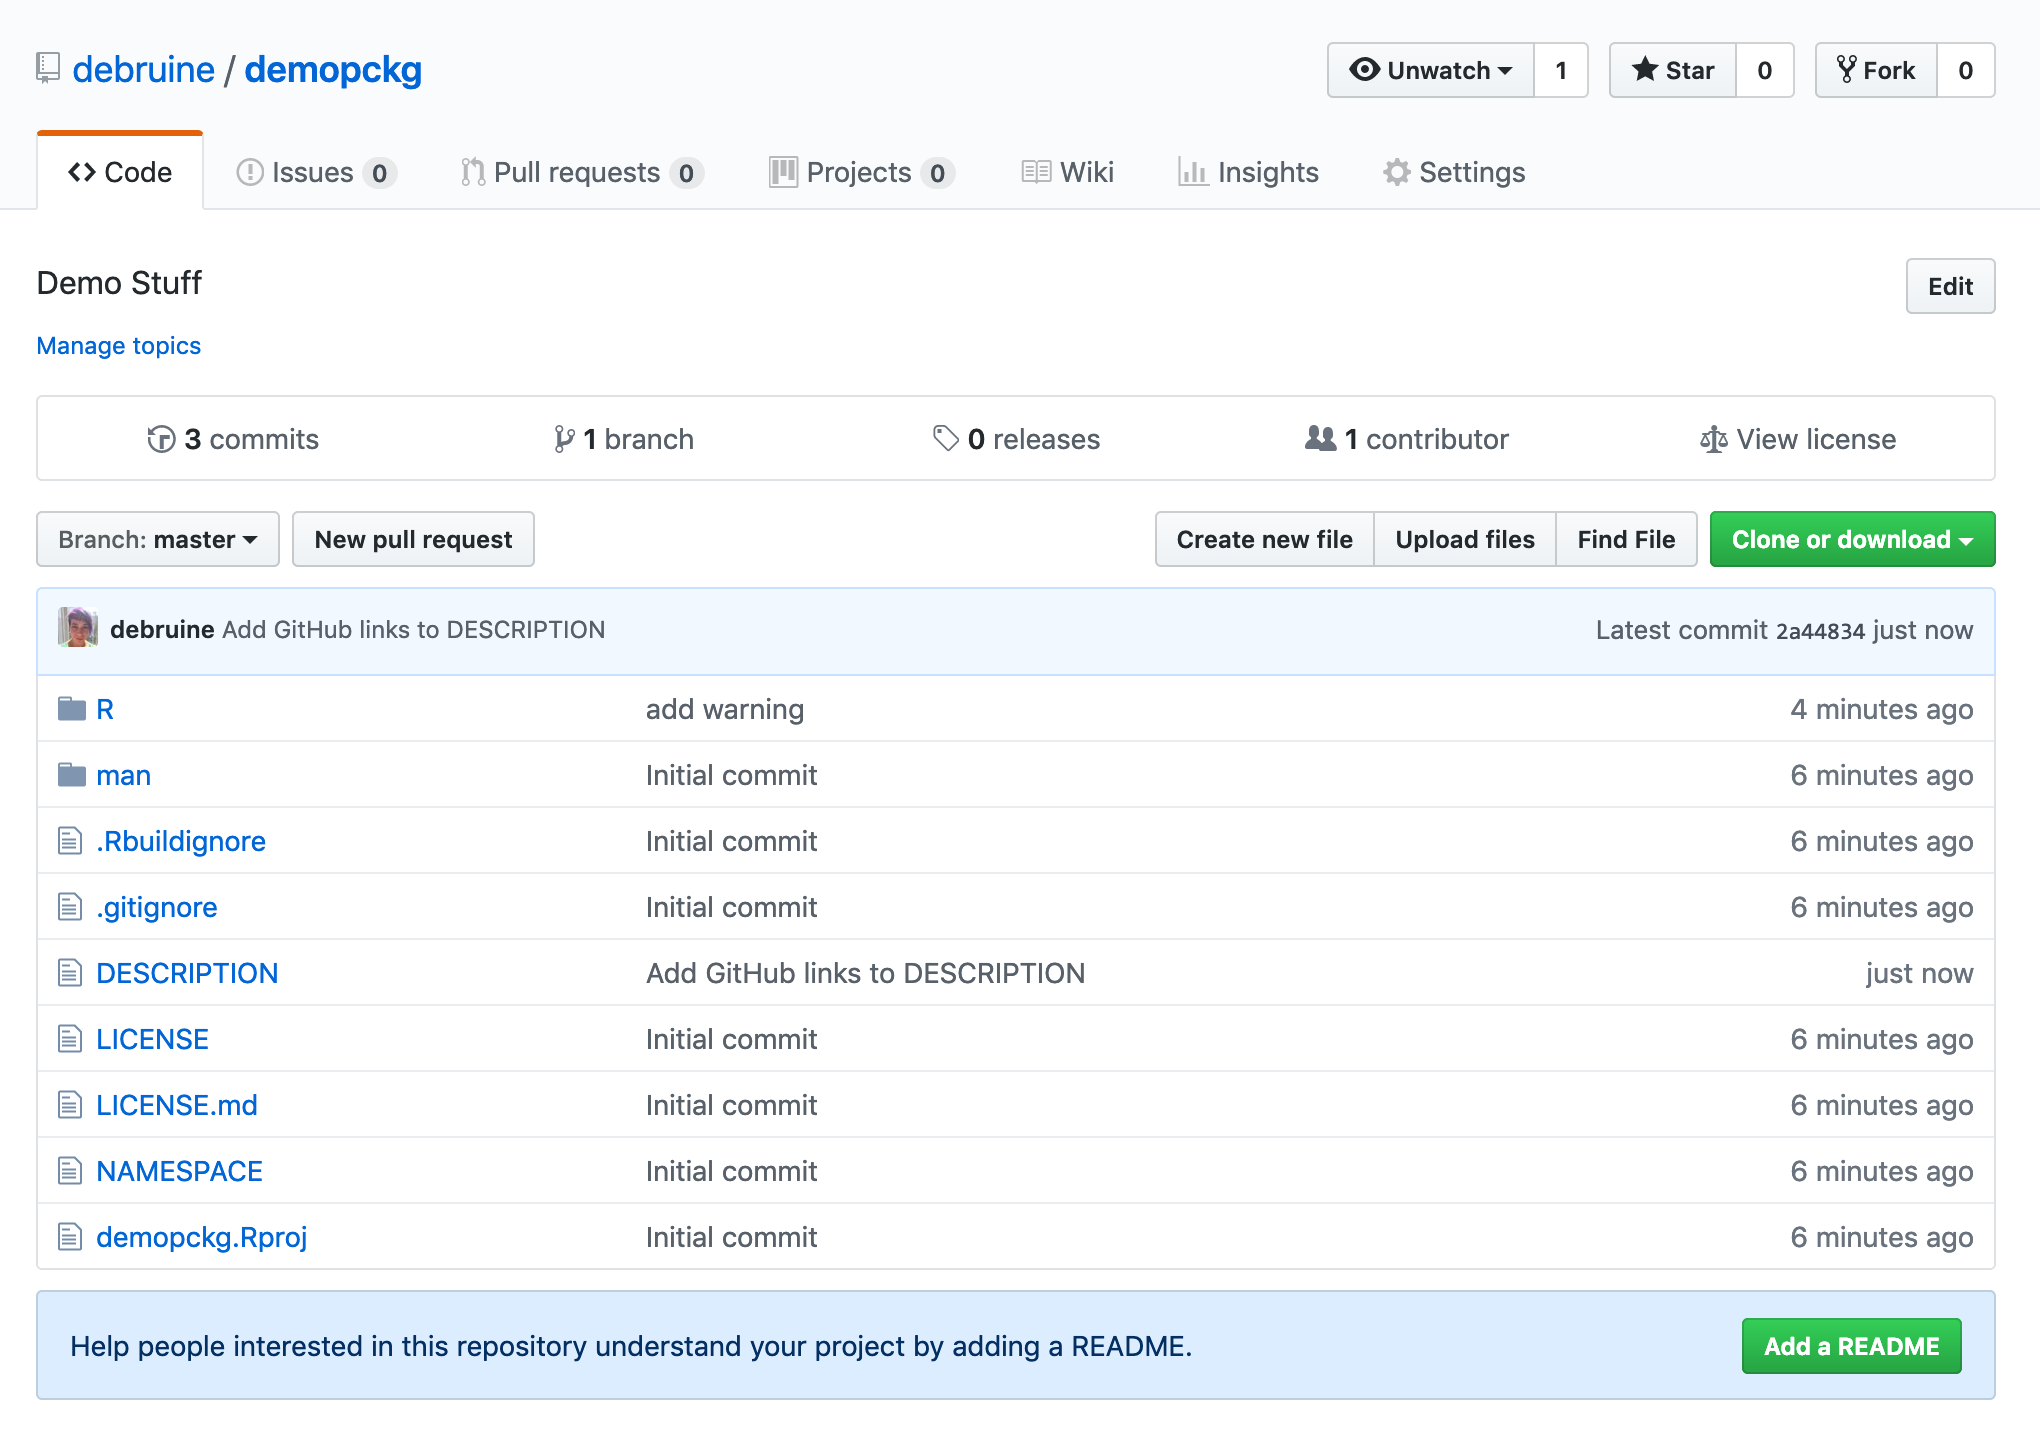 debruine / demopckg Unwatch 1 Star 0 Fork 0
Code Issues 0 Pull requests 0 Projects 0 Wiki Insights Settings
Demo Stuff Edit
Manage topics
3 commits 1 branch 0 releases 1 contributor View license
Branch: master New pull request Create new file Upload files Find File Clone or download
debruine Add GitHub links to DESCRIPTION Latest commit 2a44834 just now
R add warning 4 minutes ago
man Initial commit 6 minutes ago
.Rbuildignore Initial commit 6 minutes ago
.gitignore Initial commit 6 minutes ago
DESCRIPTION Add GitHub links to DESCRIPTION just now
LICENSE Initial commit 6 minutes ago
LICENSE.md Initial commit 6 minutes ago
NAMESPACE Initial commit 6 minutes ago
demopckg.Rproj Initial commit 6 minutes ago
Help people interested in this repository understand your project by adding a README. Add a README